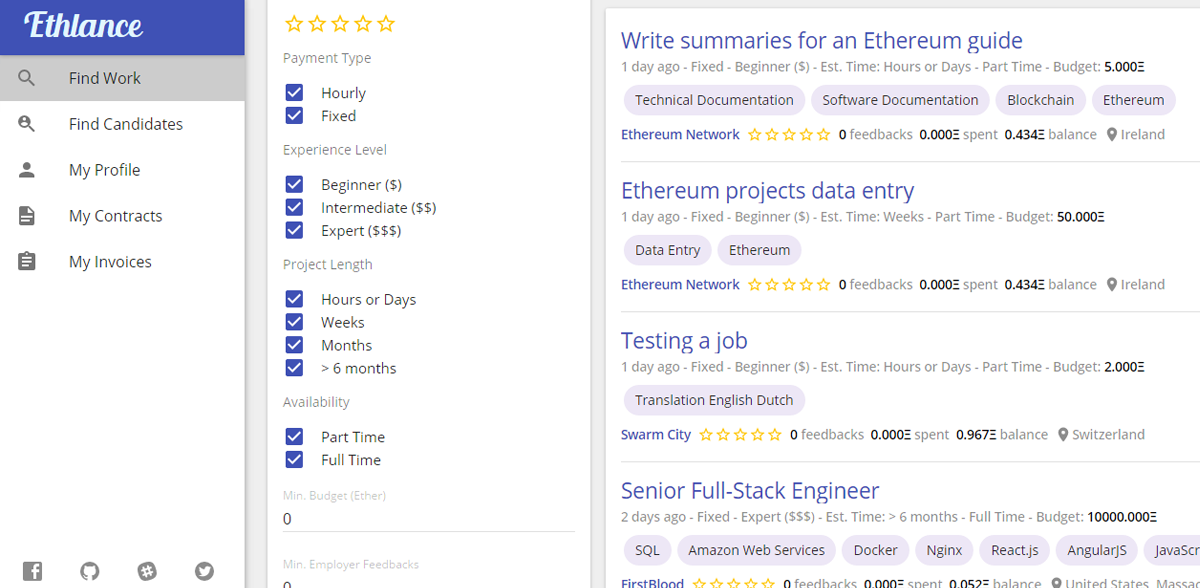 Ethlance
Find Work
Find Candidates
My Profile
My Contracts
My Invoices
Payment Type
Hourly
Fixed
Experience Level
Beginner ($)
Intermediate ($$)
Expert ($$$)
Project Length
Hours or Days
Weeks
Months
> 6 months
Availability
Part Time
Full Time
Min. Budget (Ether)
0
Min. Employer Feedbacks
0
Write summaries for an Ethereum guide
1 day ago - Fixed - Beginner ($) - Est. Time: Hours or Days - Part Time - Budget: 5.000Ξ
Technical Documentation Software Documentation Blockchain Ethereum
Ethereum Network 0 feedbacks 0.000Ξ spent 0.434Ξ balance Ireland
Ethereum projects data entry
1 day ago - Fixed - Beginner ($) - Est. Time: Weeks - Part Time - Budget: 50.000Ξ
Data Entry Ethereum
Ethereum Network 0 feedbacks 0.000Ξ spent 0.434Ξ balance Ireland
Testing a job
1 day ago - Fixed - Beginner ($) - Est. Time: Hours or Days - Part Time - Budget: 2.000Ξ
Translation English Dutch
Swarm City 0 feedbacks 0.000Ξ spent 0.967Ξ balance Switzerland
Senior Full-Stack Engineer
2 days ago - Fixed - Expert ($$$) - Est. Time: > 6 months - Full Time - Budget: 10000.000Ξ
SQL Amazon Web Services Docker Nginx React.js AngularJS JavaScr
FirstBlood 0 feedbacks 0.000Ξ spent 0.052Ξ balance United States, Massac